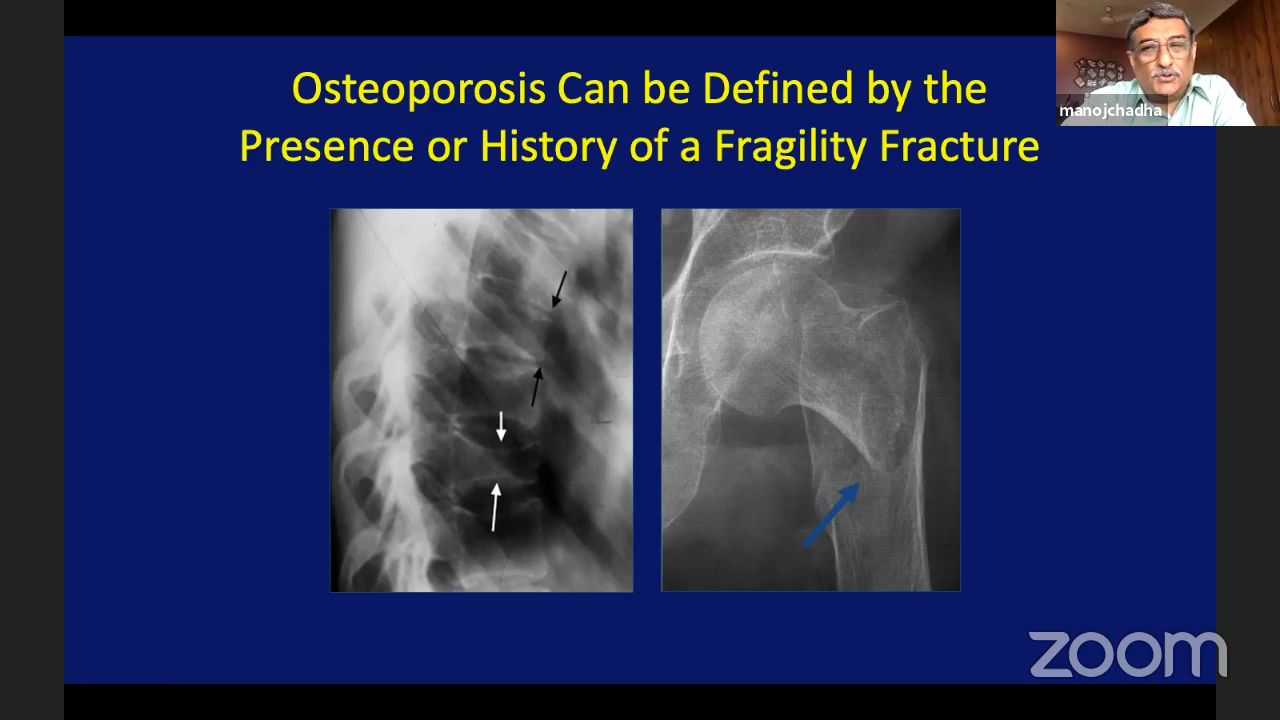 Osteoporosis Can be Defined by the
Presence or History of a Fragility Fracture
manojchadha
zoom